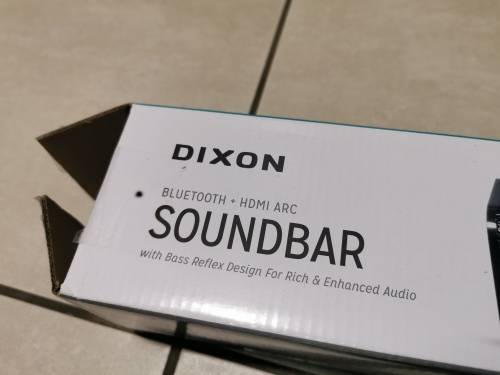 DIXON
BLUETOOTH + HDMI ARC
SOUNDBAR
with Bass Reflex Design For Rich & Enhanced Audio